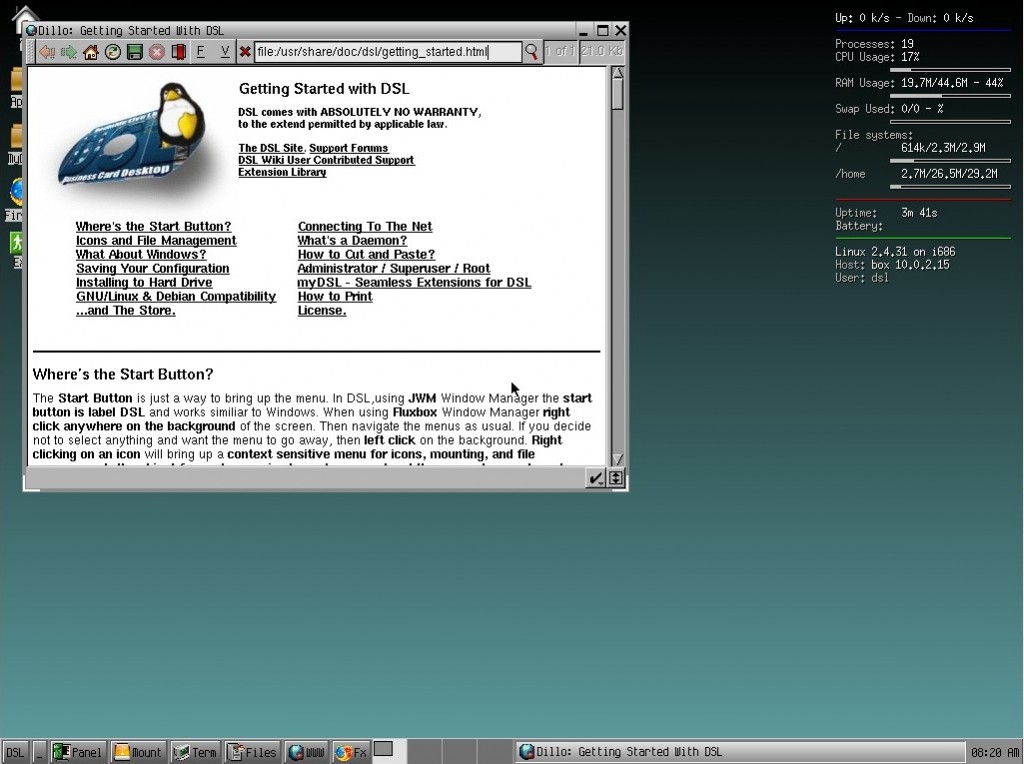 Dillo: Getting Started With DSL
F V
file:/usr/share/doc/dsl/getting_started.html
1 of 1
21.0 Kb
Business Card Desktop
Getting Started with DSL
DSL comes with ABSOLUTELY NO WARRANTY,
to the extend permitted by applicable law.
The DSL Site, Support Forums
DSL Wiki User Contributed Support
Extension Library
Where's the Start Button?
Icons and File Management
What About Windows?
Saving Your Configuration
Installing to Hard Drive
GNU/Linux & Debian Compatibility
...and The Store.
Connecting To The Net
What's a Daemon?
How to Cut and Paste?
Administrator / Superuser / Root
myDSL - Seamless Extensions for DSL
How to Print
License.
Where's the Start Button?
The Start Button is just a way to bring up the menu. In DSL,using JWM Window Manager the start
button is label DSL and works similiar to Windows. When using Fluxbox Window Manager right
click anywhere on the background of the screen. Then navigate the menus as usual. If you decide
not to select anything and want the menu to go away, then left click on the background. Right
clicking on an icon will bring up a context sensitive menu for icons, mounting, and file
Up: 0 k/s - Down: 0 k/s
Processes: 19
CPU Usage: 17%
RAM Usage: 19.7M/44.6M - 44%
Swap Used: 0/0 - %
File systems:
/ 614k/2.3M/2.9M
/home 2.7M/26.5M/29.2M
Uptime: 3m 41s
Battery:
Linux 2.4.31 on i686
Host: box 10.0.2.15
User: dsl
DSL _ Panel Mount Term Files WWW Fx Dillo: Getting Started With DSL 08:20 AM